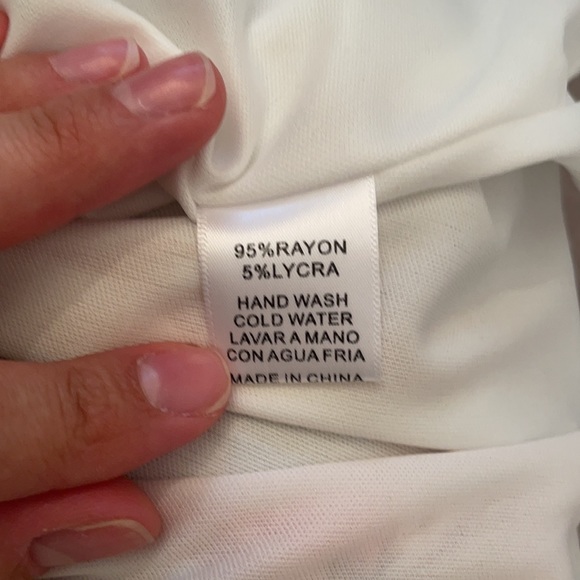 95%RAYON
5%LYCRA
HAND WASH
COLD WATER
LAVAR A MANO
CON AGUA FRIA
MADE IN CHINA